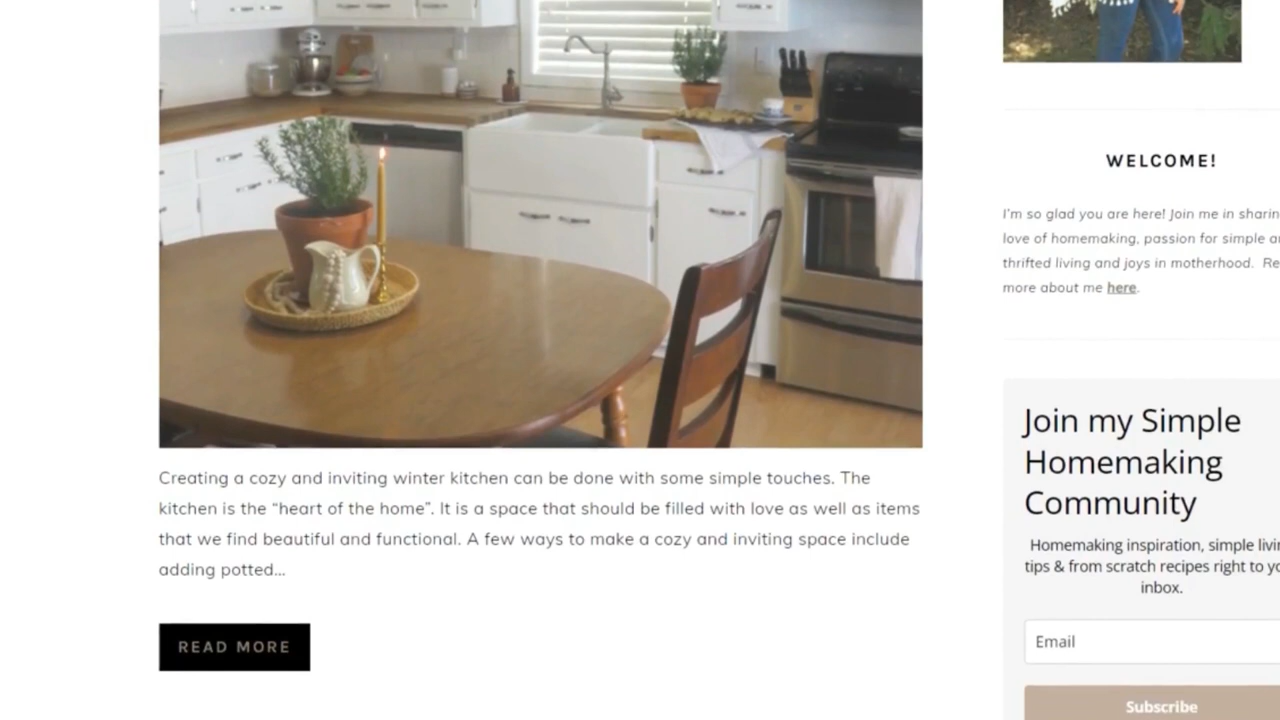 Creating a cozy and inviting winter kitchen can be done with some simple touches. The
kitchen is the “heart of the home”. It is a space that should be filled with love as well as items
that we find beautiful and functional. A few ways to make a cozy and inviting space include
adding potted...
READ MORE
WELCOME!
I'm so glad you are here! Join me in sharin
love of homemaking, passion for simple a
thrifted living and joys in motherhood. Re
more about me here.
Join my Simple
Homemaking
Community
Homemaking inspiration, simple livi
tips & from scratch recipes right to yo
inbox.
Email
Subscribe